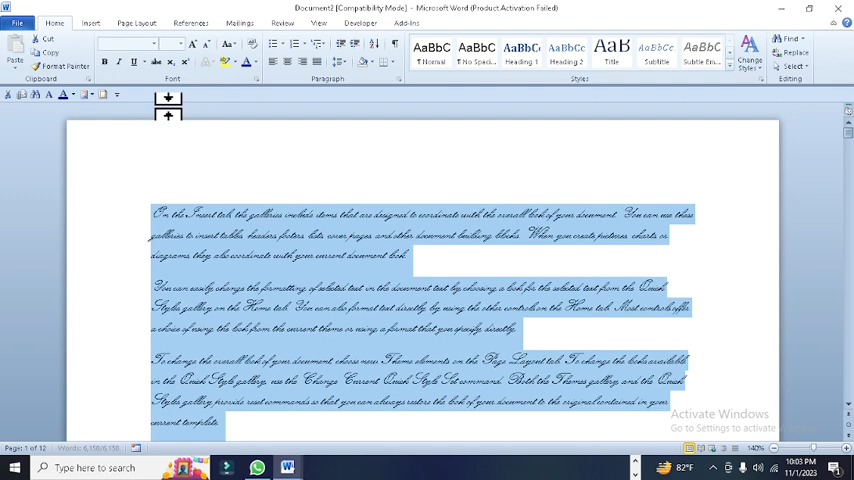 Document2 [Compatibility Mode] - Microsoft Word (Product Activation Failed)
File Home Insert Page Layout References Mailings Review View Developer Add-Ins
Paste Cut Copy Format Painter
AaBbC AaBbC AaBbCc AaBbCc AaB AaBbCc AaBbC
¶ Normal ¶ No Spaci... Heading 1 Heading 2 Title Subtitle Subtle Em...
Change Styles
Find Replace Select
Clipboard Font Paragraph Styles Editing
On the Insert tab, the galleries include items that are designed to coordinate with the overall look of your document. You can use these
galleries to insert tables, headers, footers, lists, cover pages, and other document building blocks. When you create pictures, charts, or
diagrams, they also coordinate with your current document look.
You can easily change the formatting of selected text in the document text by choosing a look for the selected text from the Quick
Styles gallery on the Home tab. You can also format text directly by using the other controls on the Home tab. Most controls offer
a choice of using the look from the current theme or using a format that you specify directly.
To change the overall look of your document, choose new Theme elements on the Page Layout tab. To change the looks available
in the Quick Style gallery, use the Change Current Quick Style Set command. Both the Themes gallery and the Quick
Styles gallery provide reset commands so that you can always restore the look of your document to the original contained in your
current template.
Activate Windows
Go to Settings to activate
Page: 1 of 12 Words: 6,158/6,158 140%
Type here to search 82°F 10:03 PM
11/1/2023